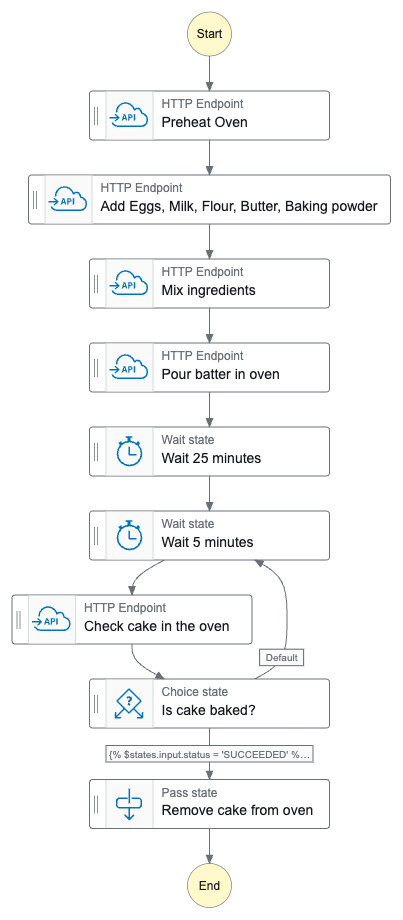 Start
HTTP Endpoint
API
Preheat Oven
HTTP Endpoint
API
Add Eggs, Milk, Flour, Butter, Baking powder
HTTP Endpoint
API
Mix ingredients
HTTP Endpoint
API
Pour batter in oven
Wait state
Wait 25 minutes
Wait state
Wait 5 minutes
HTTP Endpoint
API
Check cake in the oven
Default
Choice state
?
Is cake baked?
{% $states.input.status = 'SUCCEEDED' %...
Pass state
Remove cake from oven
End